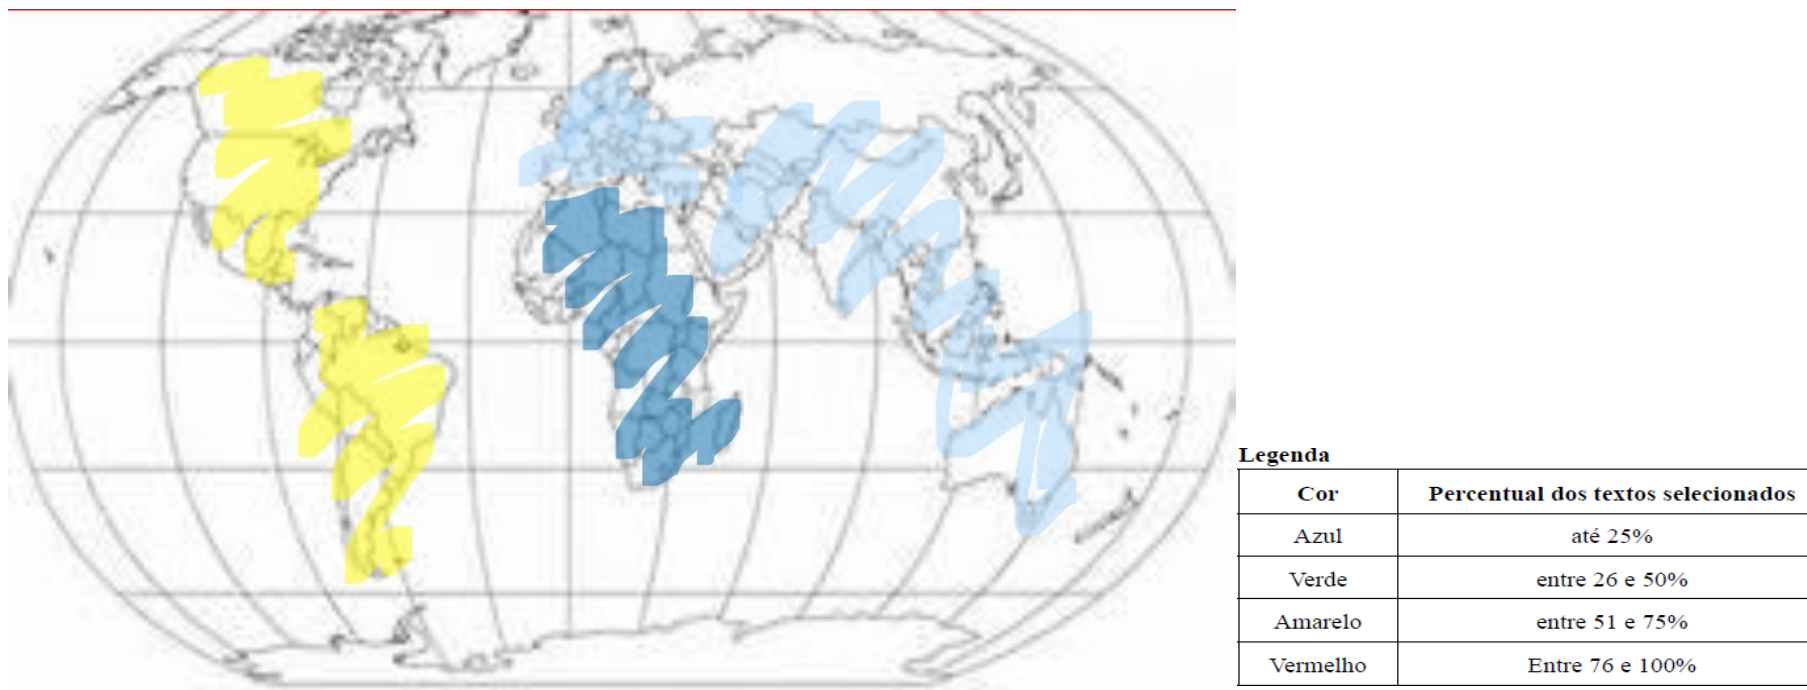 Legenda
Cor Percentual dos textos selecionados
Azul até 25%
Verde entre 26 e 50%
Amarelo entre 51 e 75%
Vermelho Entre 76 e 100%